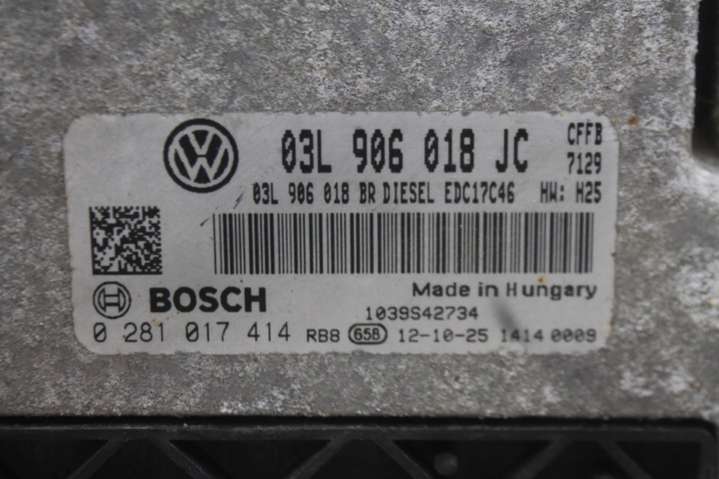 03L 906 018 JC CFFB
7129
03L 906 018 BR DIESEL EDC17C46 HW: H25
BOSCH Made in Hungary
1039S42734
0 281 017 414 RB8 658 12-10-25 1414 0009